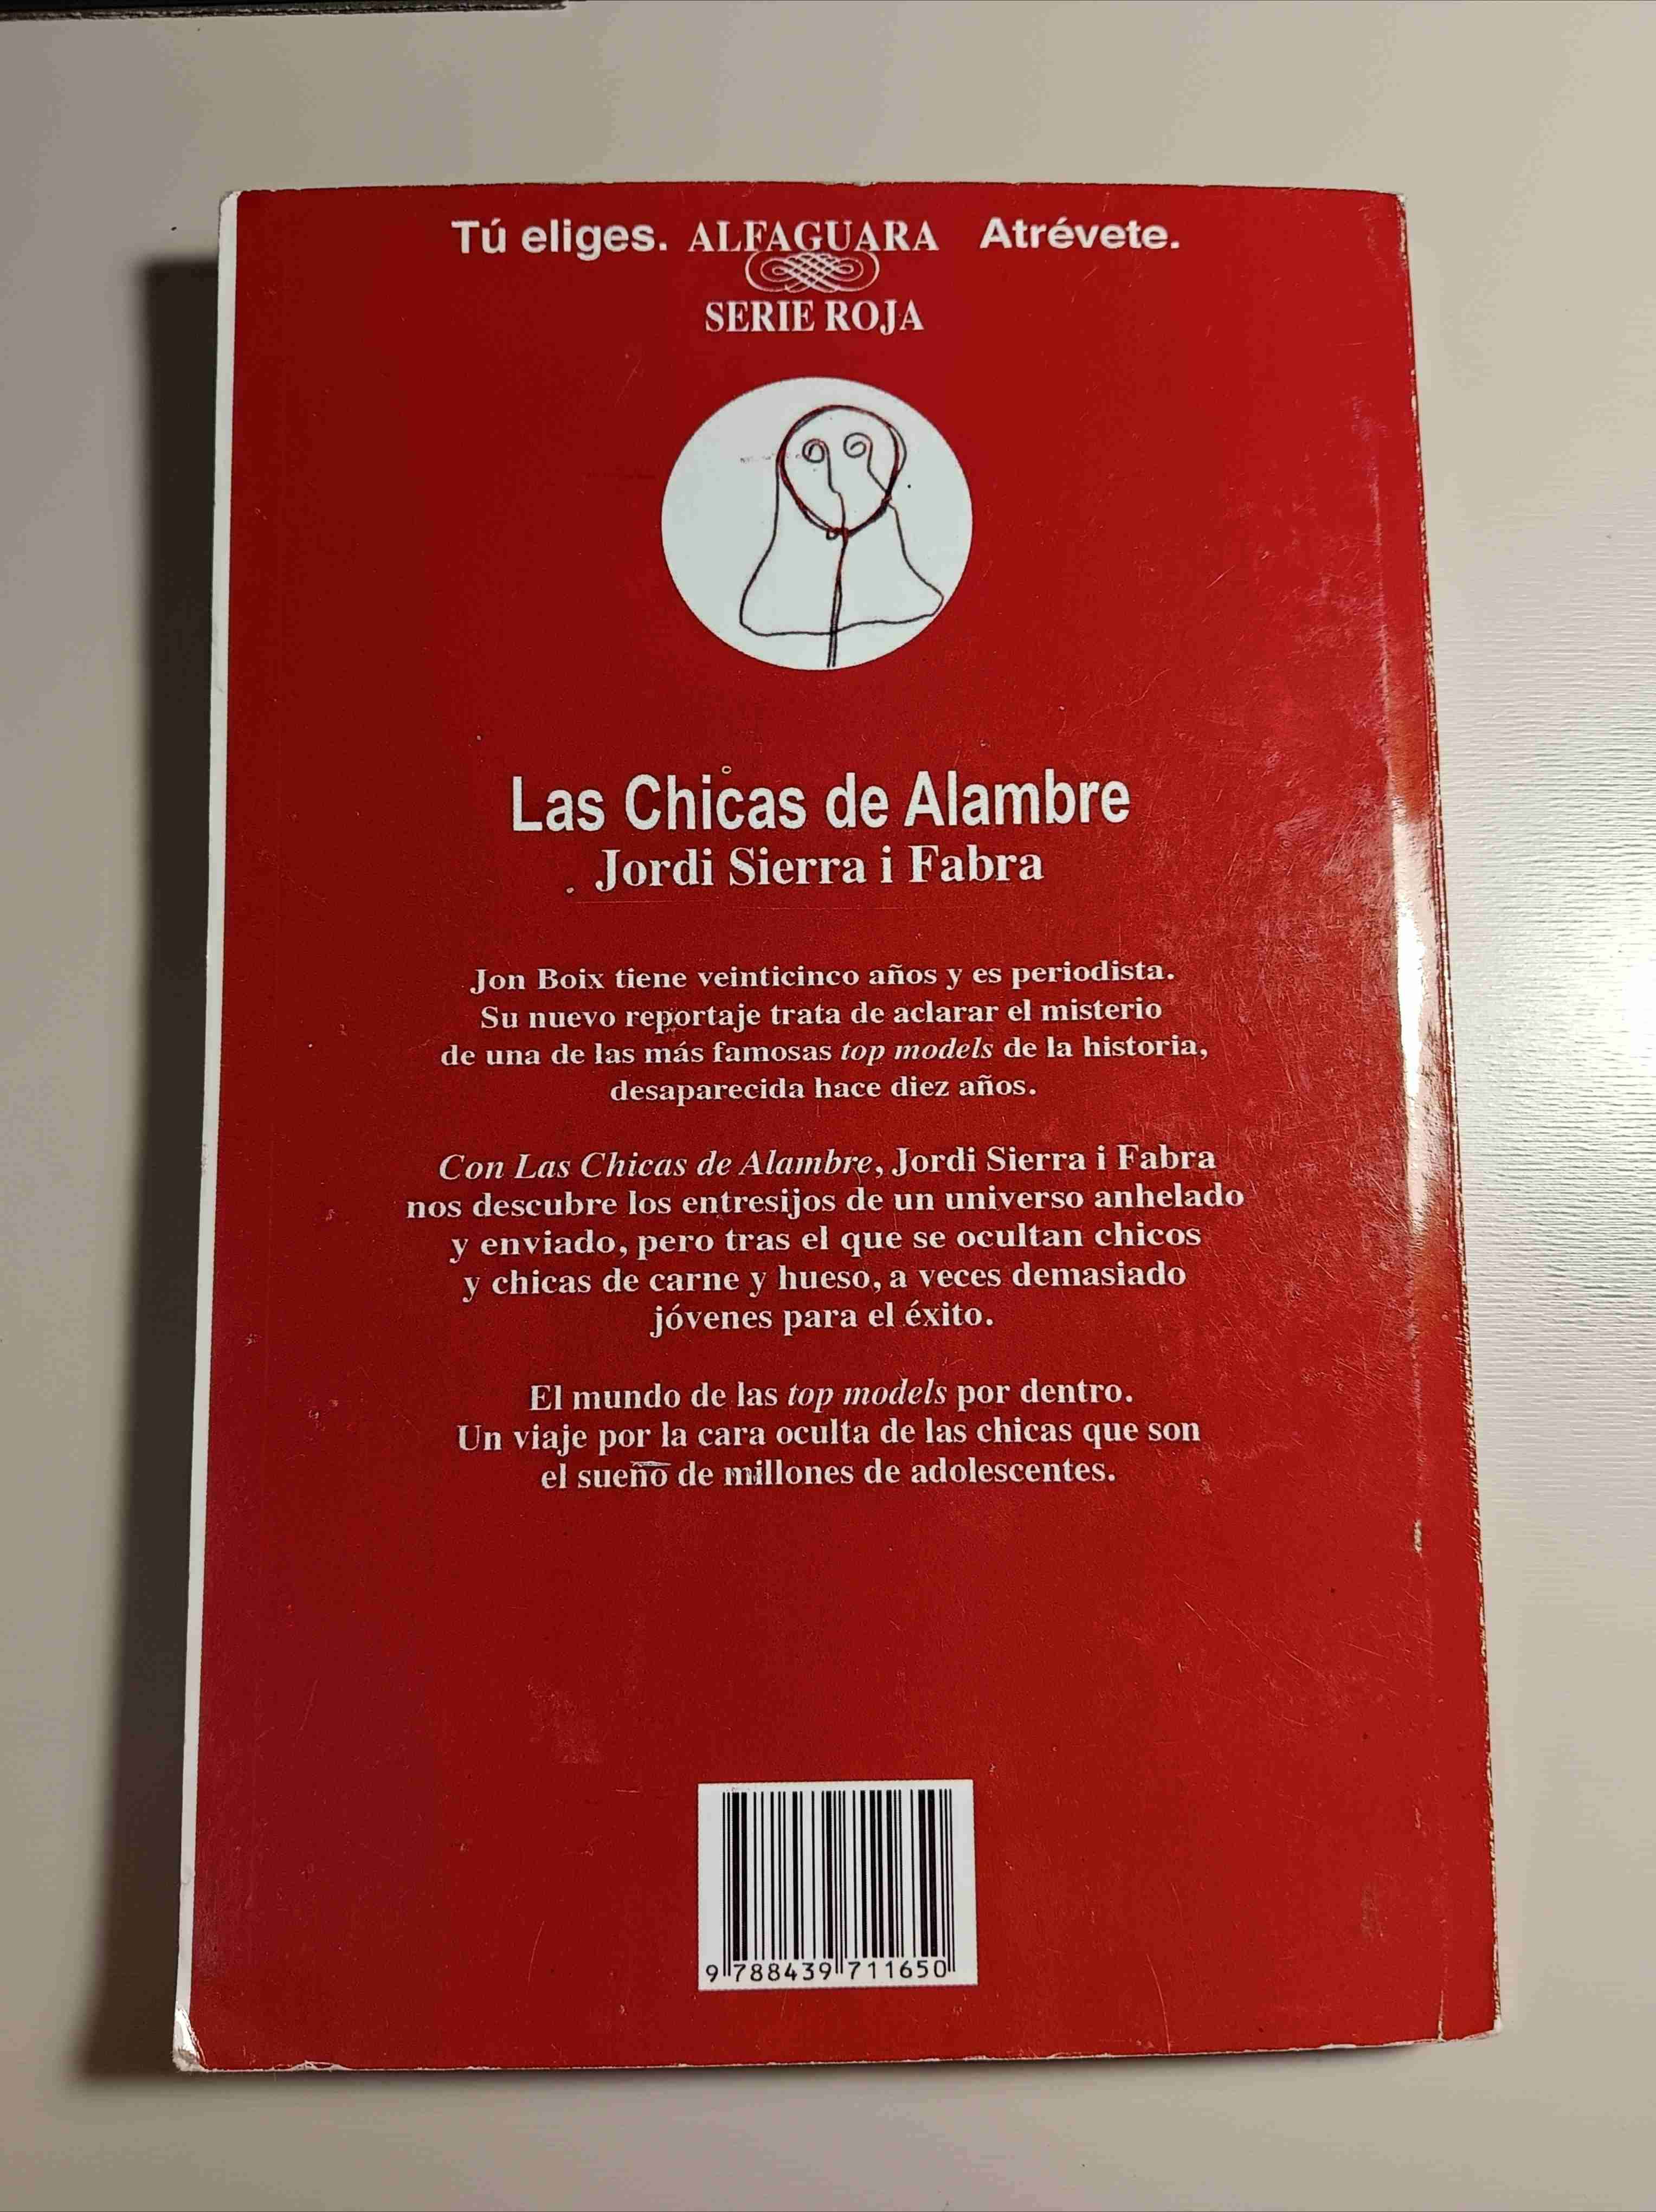 Tú eliges. ALFAGUARA Atrévete.
SERIE ROJA
Las Chicas de Alambre
Jordi Sierra i Fabra
Jon Boix tiene veinticinco años y es periodista.
Su nuevo reportaje trata de aclarar el misterio
de una de las más famosas top models de la historia,
desaparecida hace diez años.
Con Las Chicas de Alambre, Jordi Sierra i Fabra
nos descubre los entresijos de un universo anhelado
y enviado, pero tras el que se ocultan chicos
y chicas de carne y hueso, a veces demasiado
jóvenes para el éxito.
El mundo de las top models por dentro.
Un viaje por la cara oculta de las chicas que son
el sueño de millones de adolescentes.
9 788439 711650